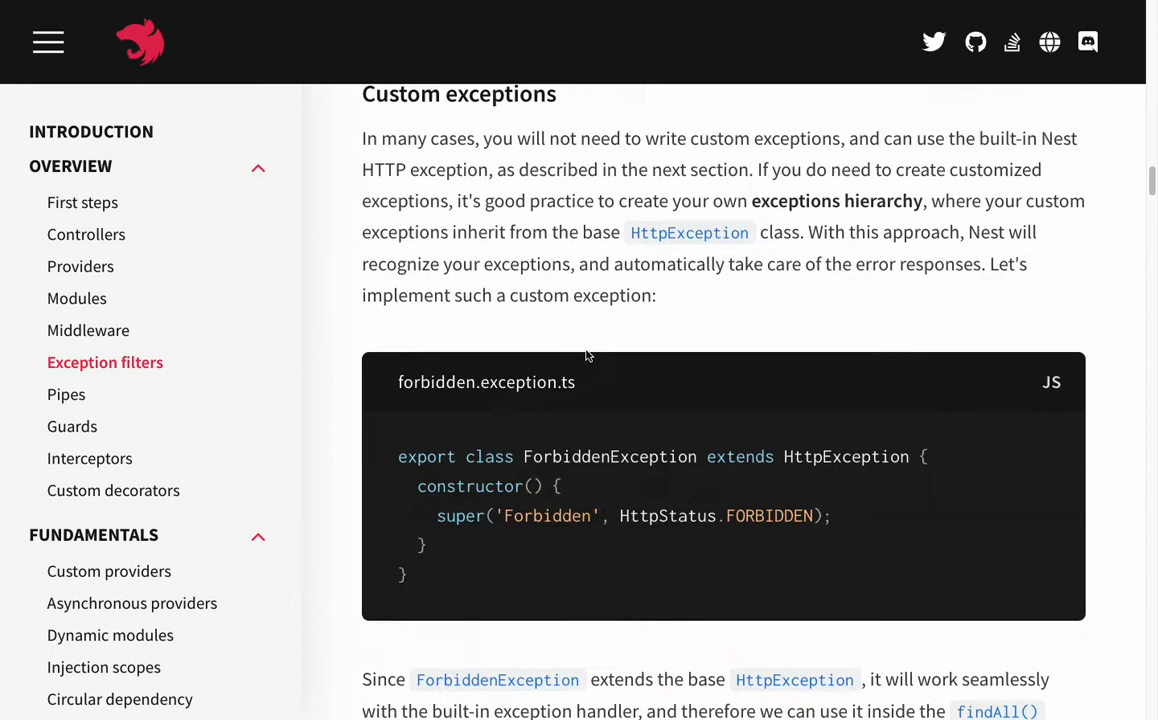 INTRODUCTION
OVERVIEW
First steps
Controllers
Providers
Modules
Middleware
Exception filters
Pipes
Guards
Interceptors
Custom decorators
FUNDAMENTALS
Custom providers
Asynchronous providers
Dynamic modules
Injection scopes
Circular dependency
Custom exceptions
In many cases, you will not need to write custom exceptions, and can use the built-in Nest
HTTP exception, as described in the next section. If you do need to create customized
exceptions, it's good practice to create your own exceptions hierarchy, where your custom
exceptions inherit from the base HttpException class. With this approach, Nest will
recognize your exceptions, and automatically take care of the error responses. Let's
implement such a custom exception:
forbidden.exception.ts JS
export class ForbiddenException extends HttpException {
constructor() {
super('Forbidden', HttpStatus.FORBIDDEN);
}
}
Since ForbiddenException extends the base HttpException, it will work seamlessly
with the built-in exception handler, and therefore we can use it inside the findAll()